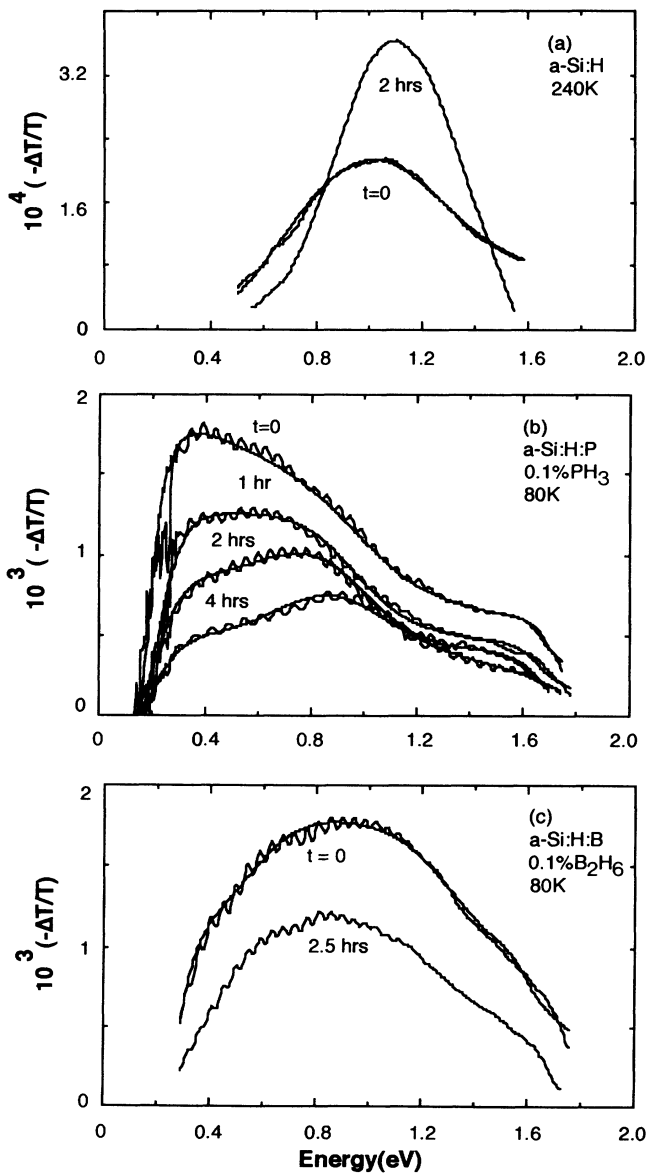 (a)
a-Si:H
240K
3.2
1.6
0
10^4 (-ΔT/T)
2 hrs
t=0
0 0.4 0.8 1.2 1.6 2.0
(b)
a-Si:H:P
0.1%PH3
80K
2
1
0
10^3 (-ΔT/T)
t=0
1 hr
2 hrs
4 hrs
0 0.4 0.8 1.2 1.6 2.0
(c)
a-Si:H:B
0.1%B2H6
80K
2
1
0
10^3 (-ΔT/T)
t = 0
2.5 hrs
0 0.4 0.8 1.2 1.6 2.0
Energy(eV)